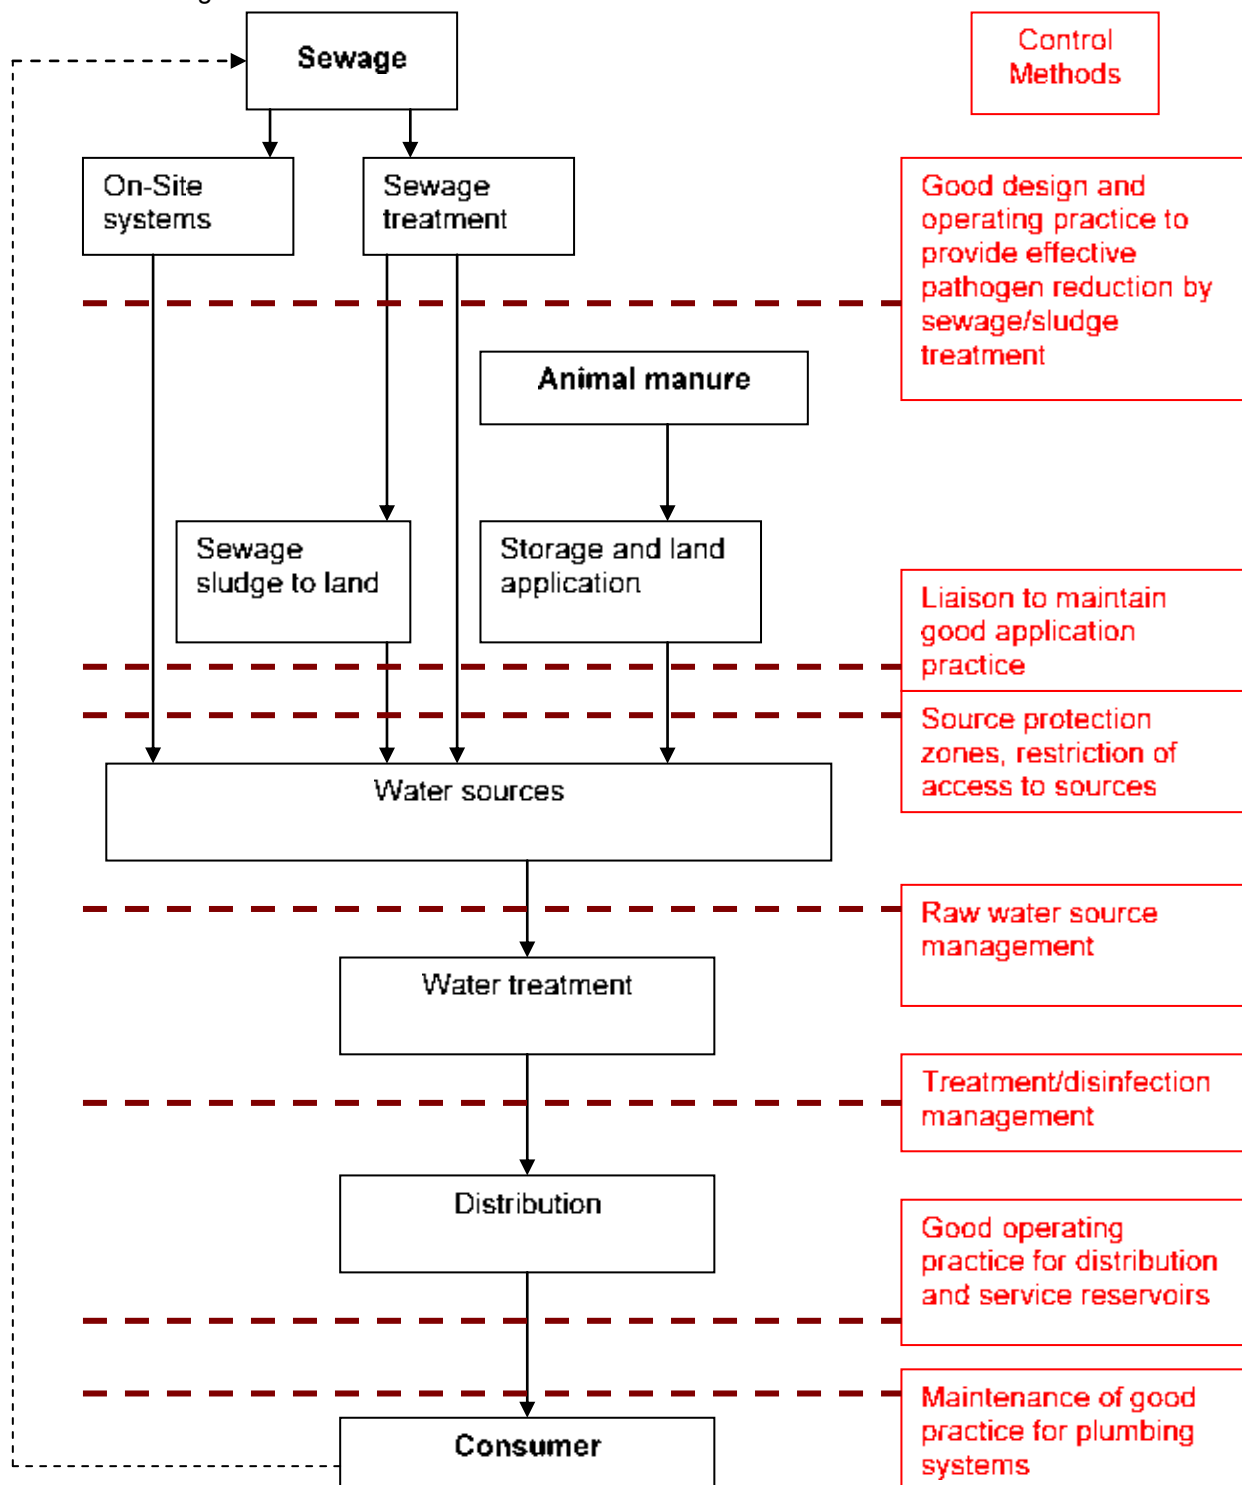 Sewage
Control
Methods
On-Site
systems
Sewage
treatment
Good design and
operating practice to
provide effective
pathogen reduction by
sewage/sludge
treatment
Animal manure
Sewage
sludge to land
Storage and land
application
Liaison to maintain
good application
practice
Source protection
zones, restriction of
access to sources
Water sources
Raw water source
management
Water treatment
Treatment/disinfection
management
Distribution
Good operating
practice for distribution
and service reservoirs
Maintenance of good
practice for plumbing
systems
Consumer